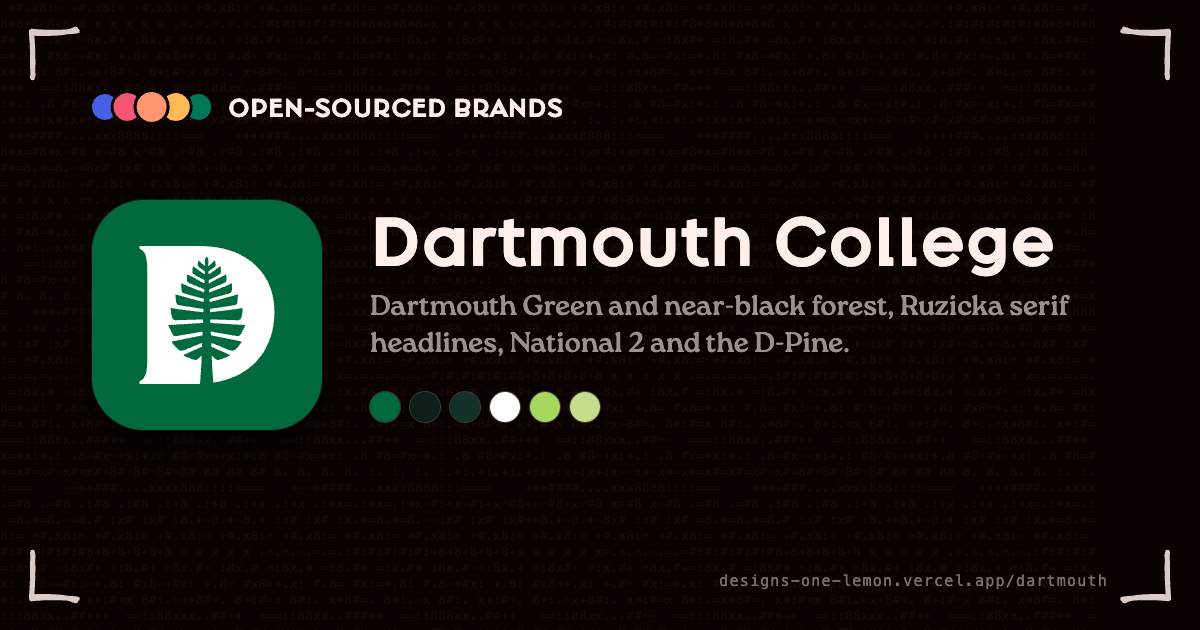 OPEN-SOURCED BRANDS
D
Dartmouth College
Dartmouth Green and near-black forest, Ruzicka serif
headlines, National 2 and the D-Pine.
designs-one-lemon.vercel.app/dartmouth